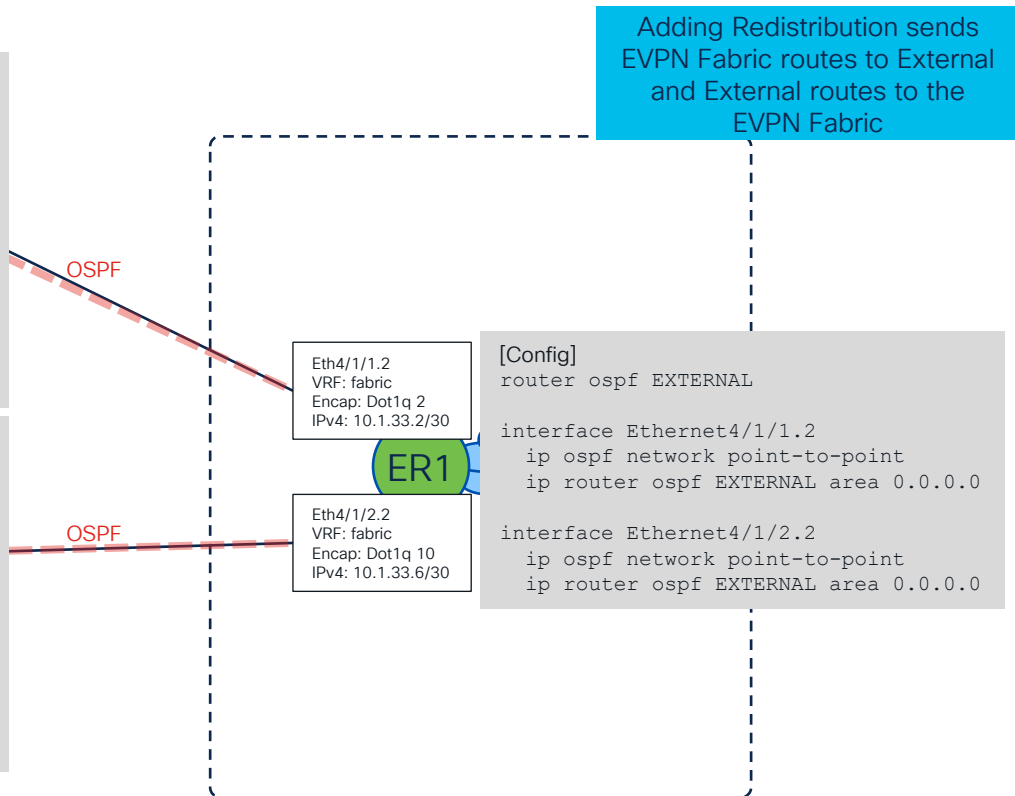 Adding Redistribution sends
EVPN Fabric routes to External
and External routes to the
EVPN Fabric
OSPF
Eth4/1/1.2
VRF: fabric
Encap: Dot1q 2
IPv4: 10.1.33.2/30
ER1
OSPF
Eth4/1/2.2
VRF: fabric
Encap: Dot1q 10
IPv4: 10.1.33.6/30
[Config]
router ospf EXTERNAL
interface Ethernet4/1/1.2
ip ospf network point-to-point
ip router ospf EXTERNAL area 0.0.0.0
interface Ethernet4/1/2.2
ip ospf network point-to-point
ip router ospf EXTERNAL area 0.0.0.0